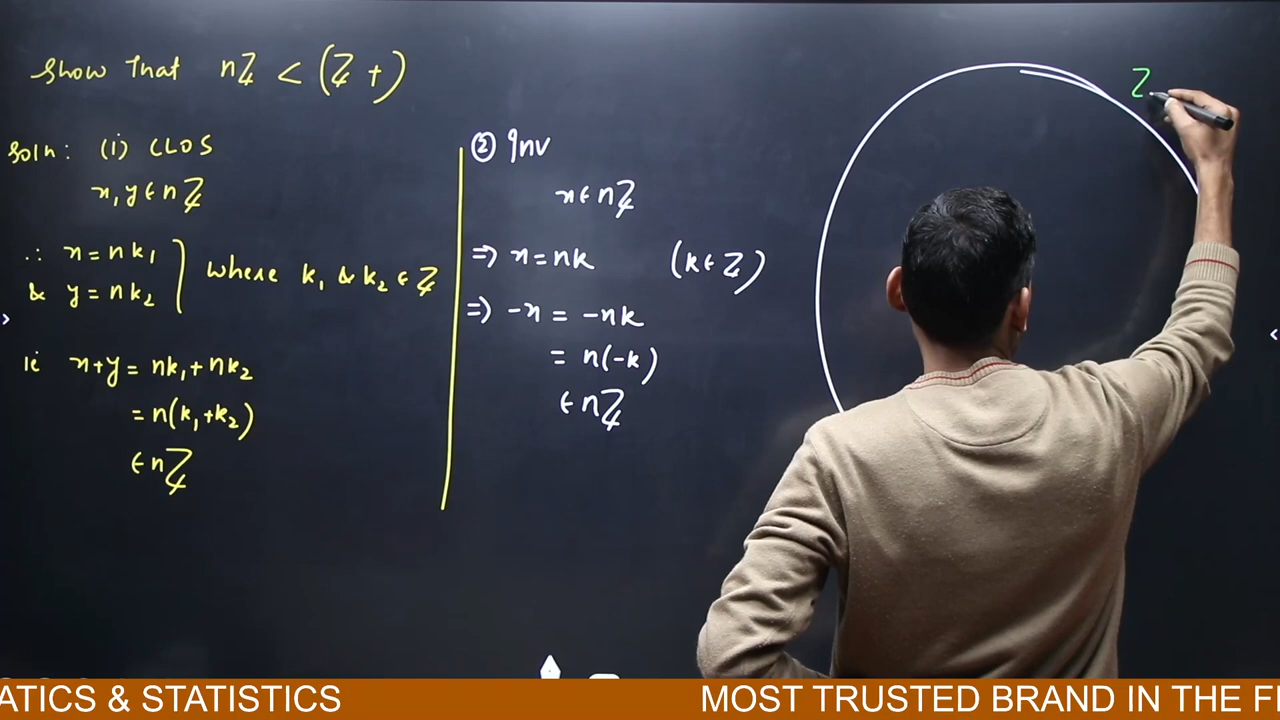 Show that nℤ < (ℤ +)
Soln: (i) CLOS
x, y ∈ nℤ
∴ x = nk₁
& y = nk₂
where k₁ & k₂ ∈ ℤ
ie x+y = nk₁ + nk₂
= n(k₁+k₂)
∈ nℤ
② Inv
x ∈ nℤ
⇒ x = nk (k ∈ ℤ)
⇒ -x = -nk
= n(-k)
∈ nℤ
Z
ATICS & STATISTICS
MOST TRUSTED BRAND IN THE FI